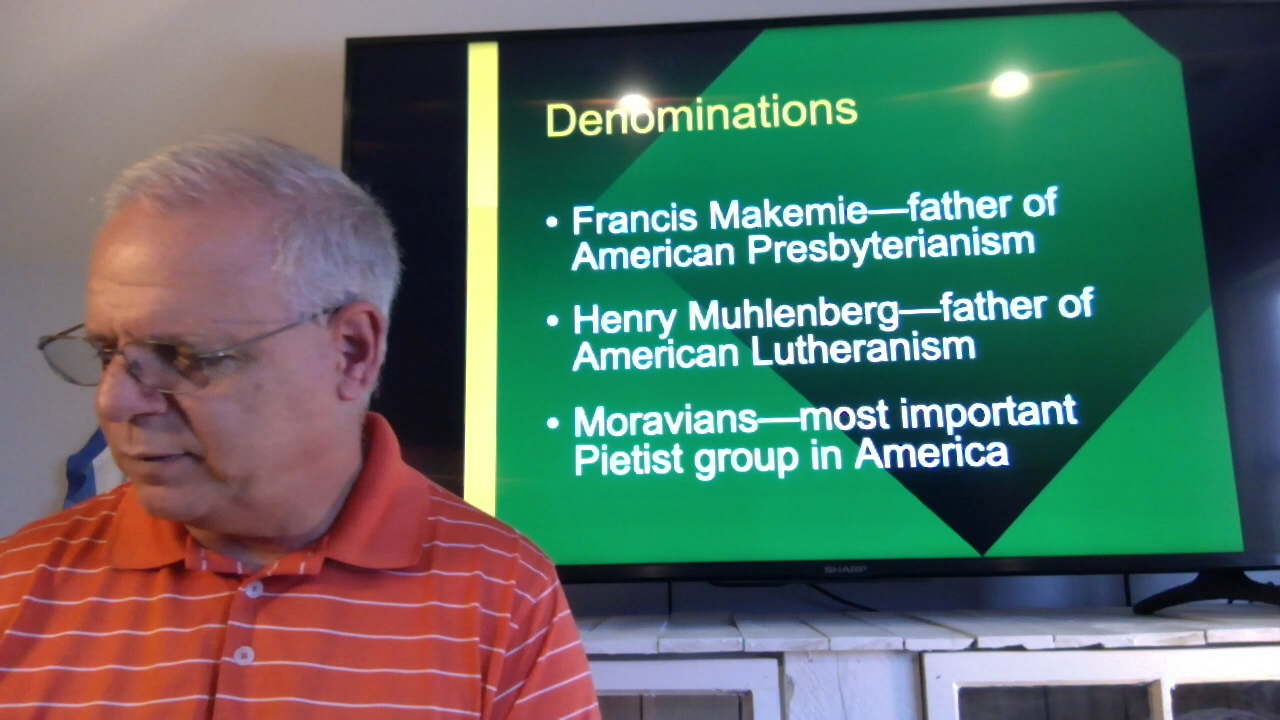 Denominations
• Francis Makemie—father of
American Presbyterianism
• Henry Muhlenberg—father of
American Lutheranism
• Moravians—most important
Pietist group in America
SHARP